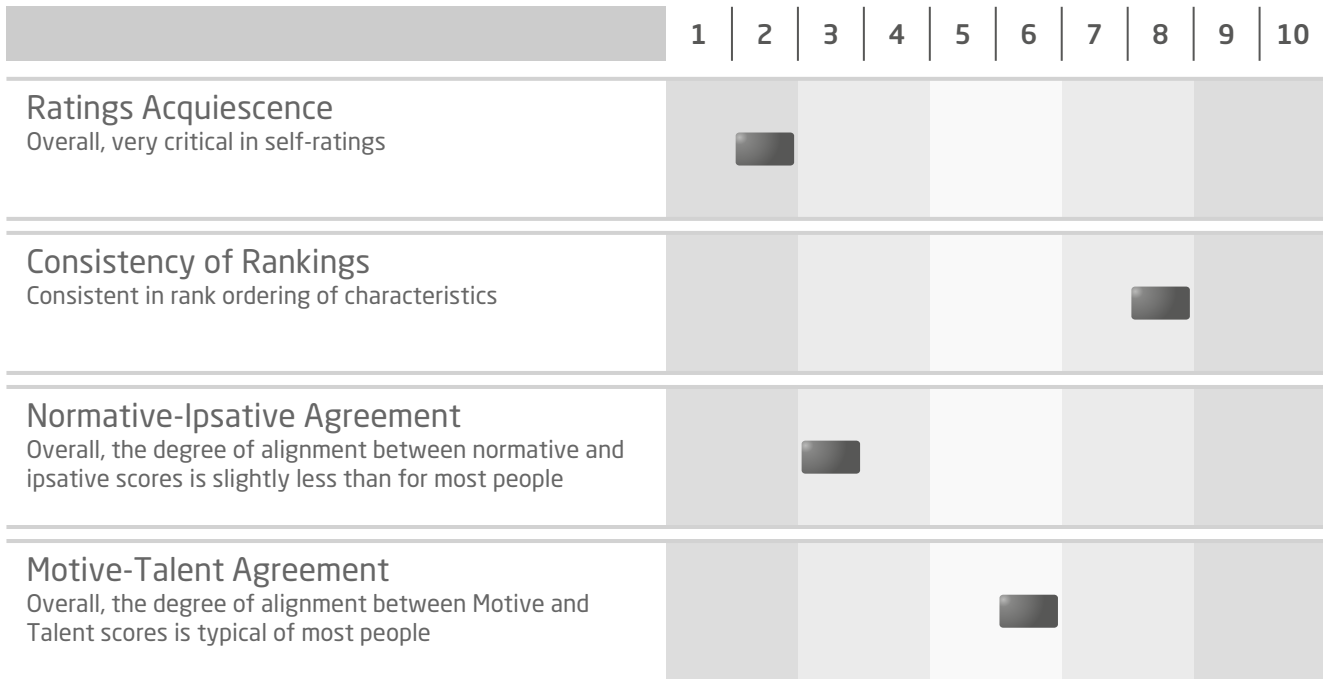 1 2 3 4 5 6 7 8 9 10
Ratings Acquiescence
Overall, very critical in self-ratings
Consistency of Rankings
Consistent in rank ordering of characteristics
Normative-Ipsative Agreement
Overall, the degree of alignment between normative and
ipsative scores is slightly less than for most people
Motive-Talent Agreement
Overall, the degree of alignment between Motive and
Talent scores is typical of most people